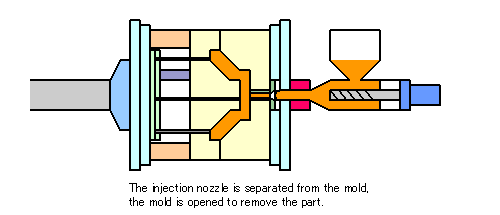 The injection nozzle is separated from the mold,
the mold is opened to remove the part.